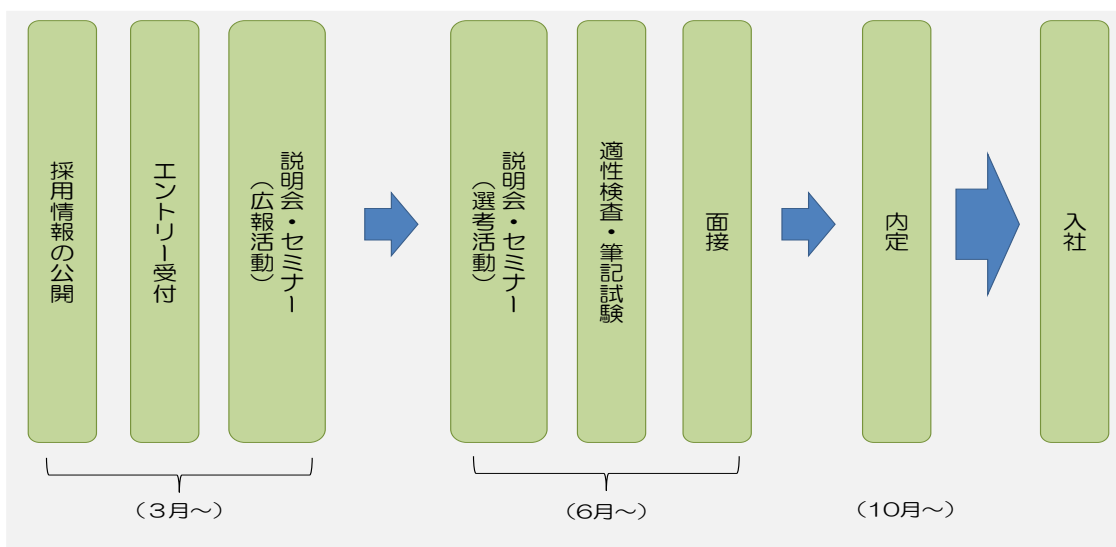 採用情報の公開
エントリー受付
説明会・セミナー
（広報活動）
説明会・セミナー
（選考活動）
適性検査・筆記試験
面接
内定
入社
（３月～）
（6月～）
（10月～）